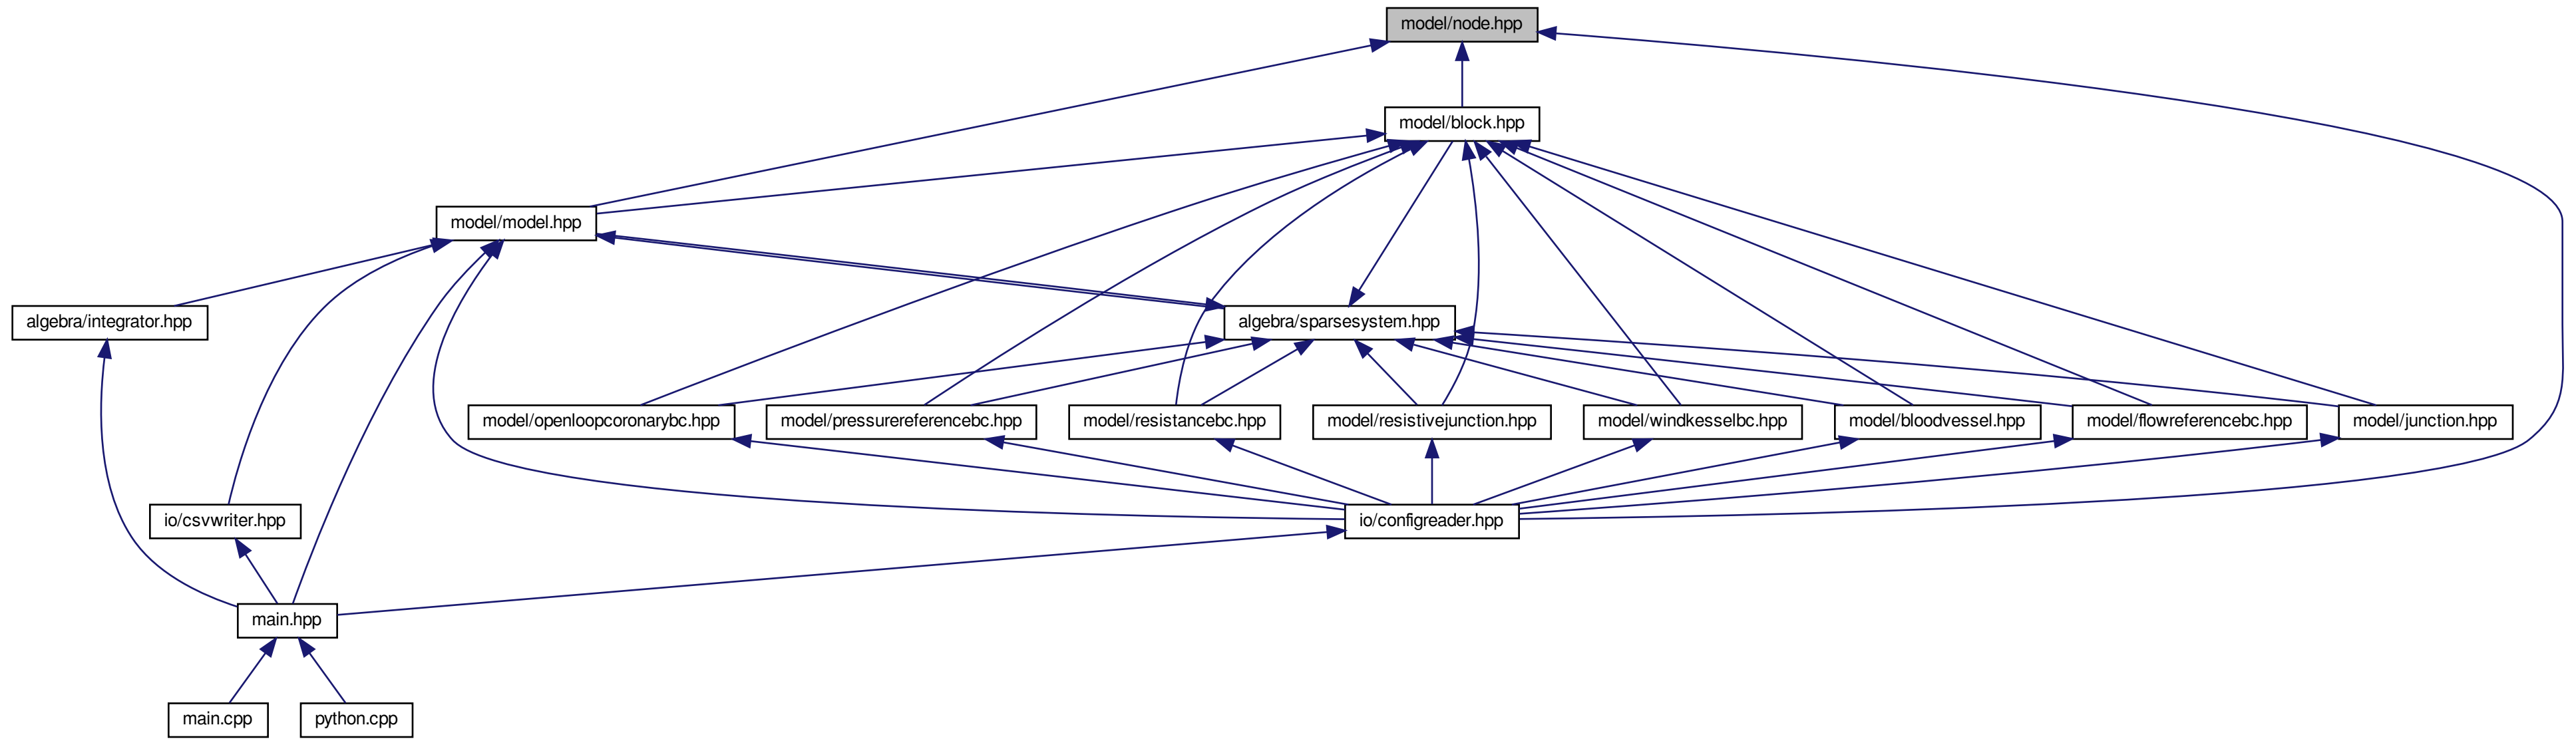 model/node.hpp
model/block.hpp
model/model.hpp
algebra/integrator.hpp
algebra/sparsesystem.hpp
model/openloopcoronarybc.hpp
model/pressurereferencebc.hpp
model/resistancebc.hpp
model/resistivejunction.hpp
model/windkesselbc.hpp
model/bloodvessel.hpp
model/flowreferencebc.hpp
model/junction.hpp
io/csvwriter.hpp
io/configreader.hpp
main.hpp
main.cpp
python.cpp